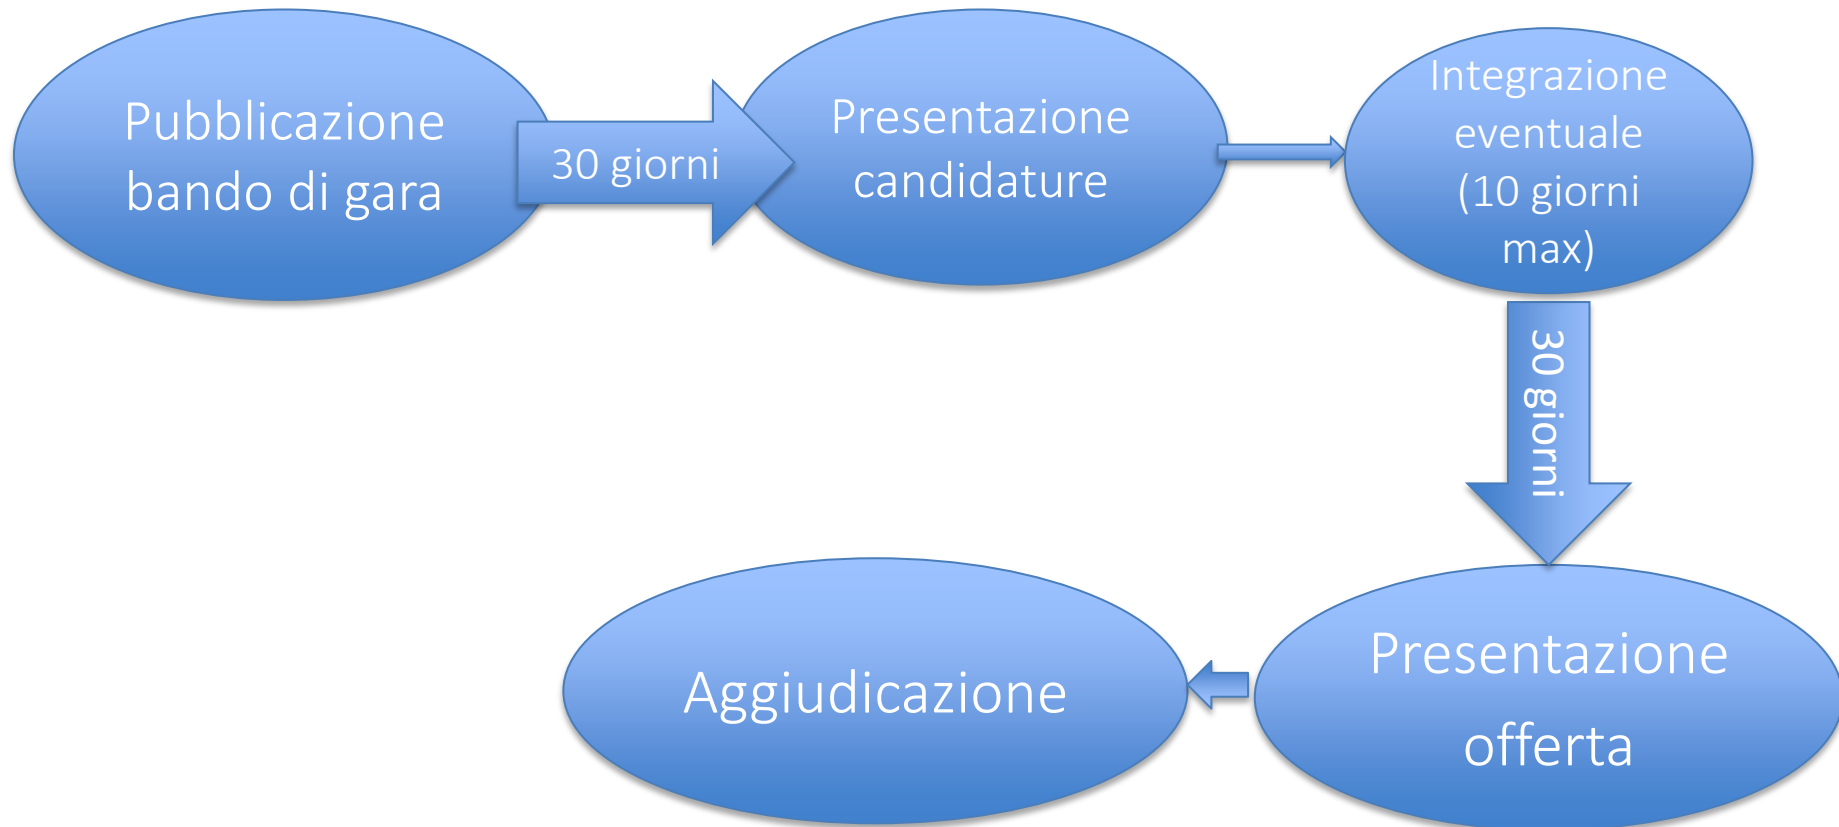 Pubblicazione
bando di gara
30 giorni
Presentazione
candidature
Integrazione
eventuale
(10 giorni
max)
30 giorni
Presentazione
offerta
Aggiudicazione